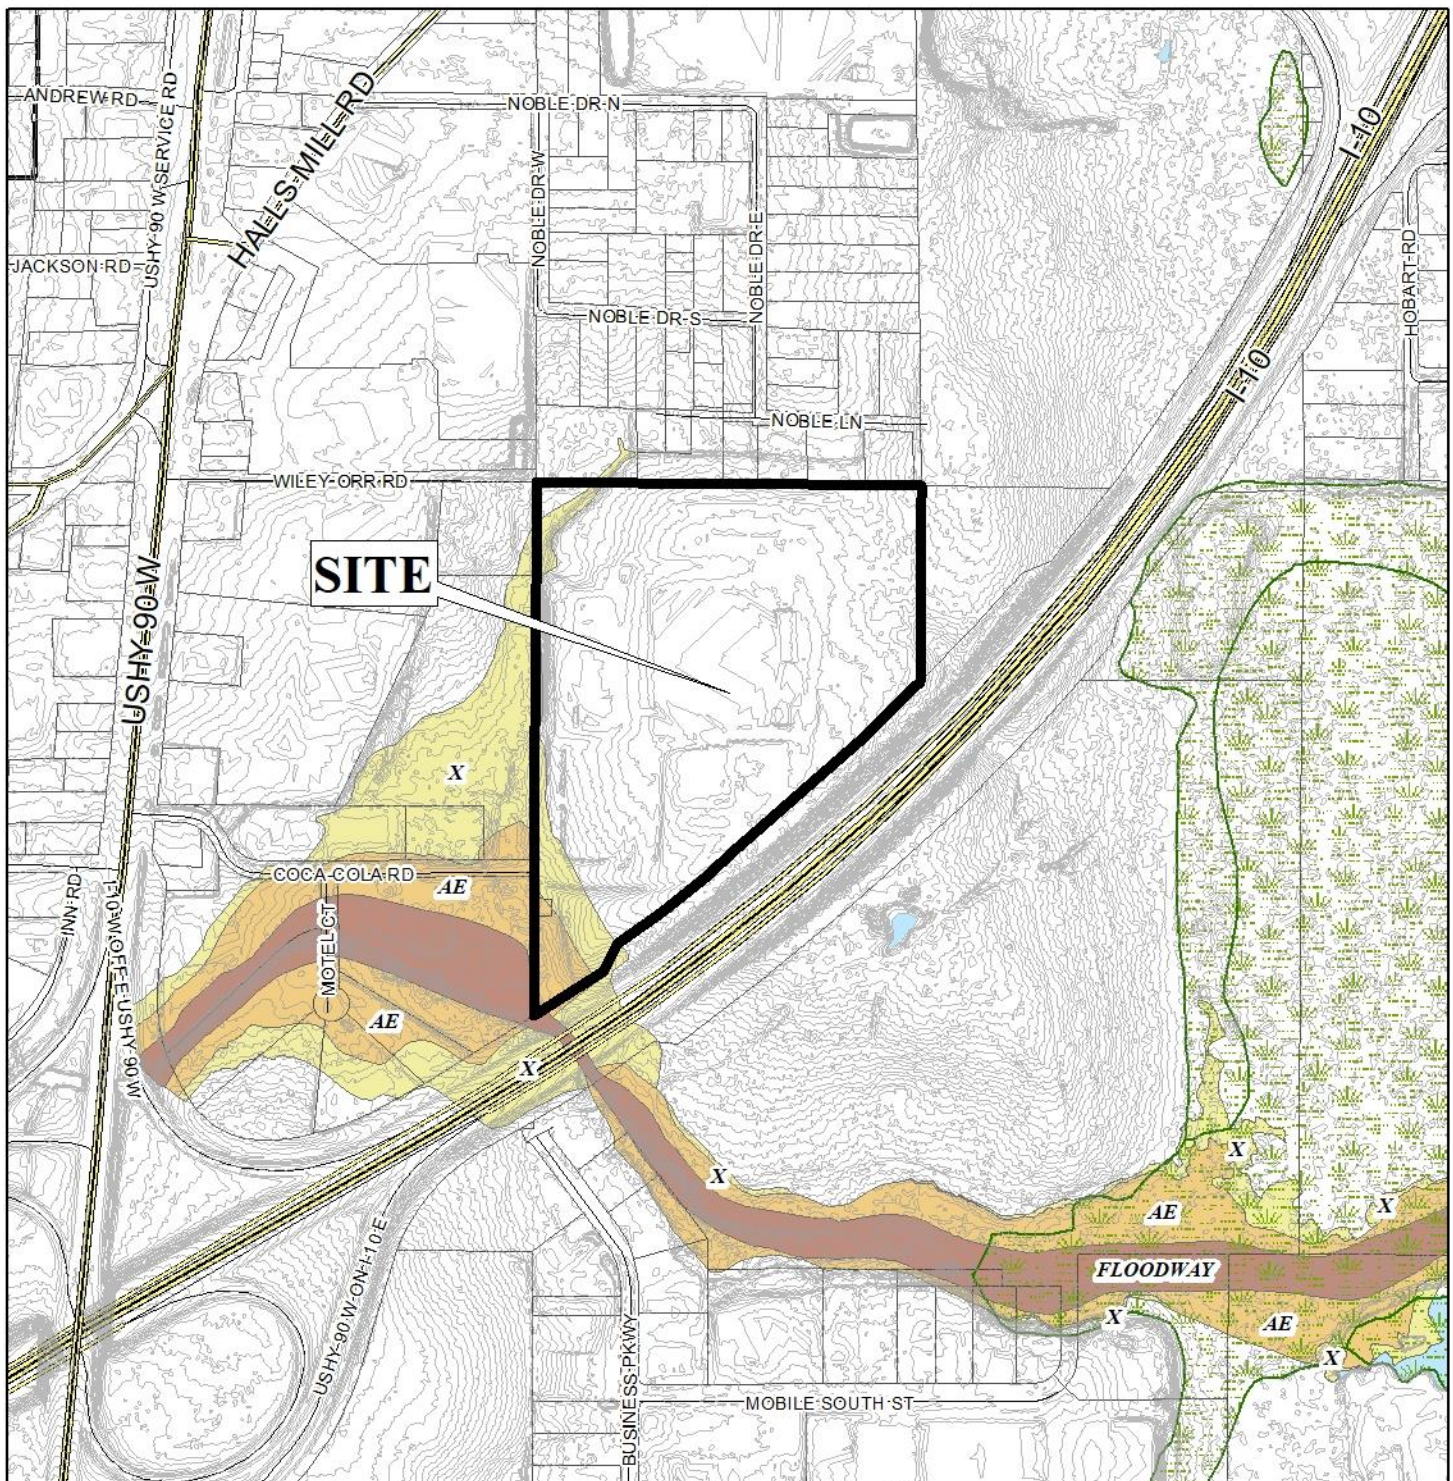 ANDREW RD
USHY 90 W SERVICE RD
HALLS MILL RD
NOBLE DR N
I-10
NOBLE DR W
NOBLE DR E
JACKSON RD
HOBART RD
NOBLE DR S
I-10
NOBLE LN
WILEY ORR RD
SITE
USHY 90 W
X
COCA COLA RD
AE
INN RD
I-10 W OFF E USHY 90 W
MOTEL CT
AE
X
X
X
AE
X
FLOODWAY
USHY 90 W ON I-10 E
X
AE
X
BUSINESS PKWY
MOBILE SOUTH ST